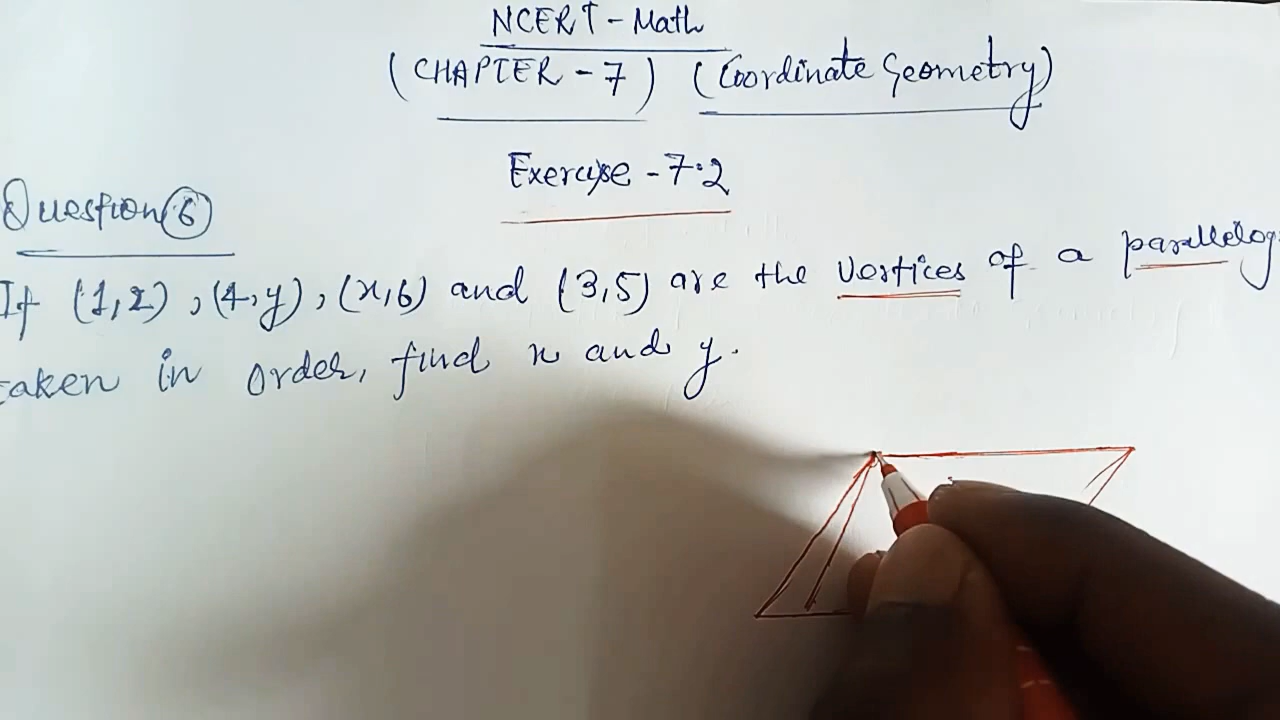 NCERT - Math
(CHAPTER - 7) (Coordinate Geometry)
Exercise - 7.2
Question 6
If (1,2), (4,y), (x,6) and (3,5) are the vertices of a parallelog
taken in order, find x and y.